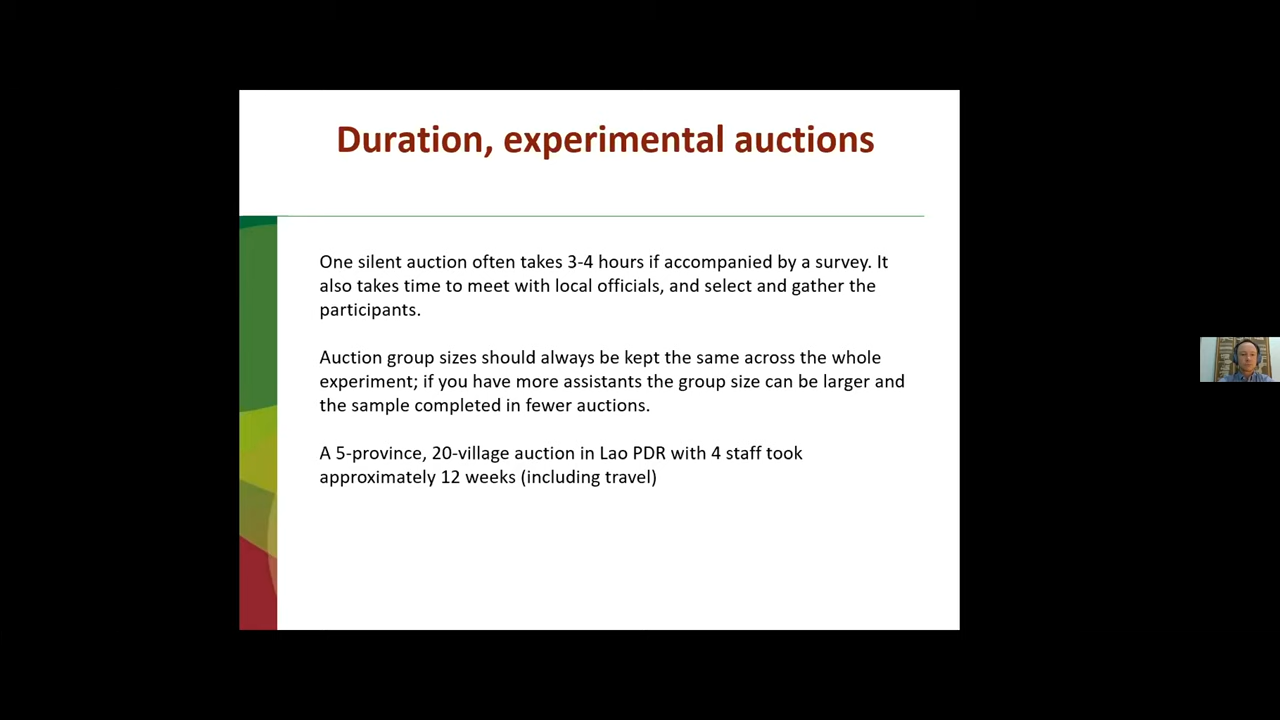 Duration, experimental auctions
One silent auction often takes 3-4 hours if accompanied by a survey. It
also takes time to meet with local officials, and select and gather the
participants.
Auction group sizes should always be kept the same across the whole
experiment; if you have more assistants the group size can be larger and
the sample completed in fewer auctions.
A 5-province, 20-village auction in Lao PDR with 4 staff took
approximately 12 weeks (including travel)